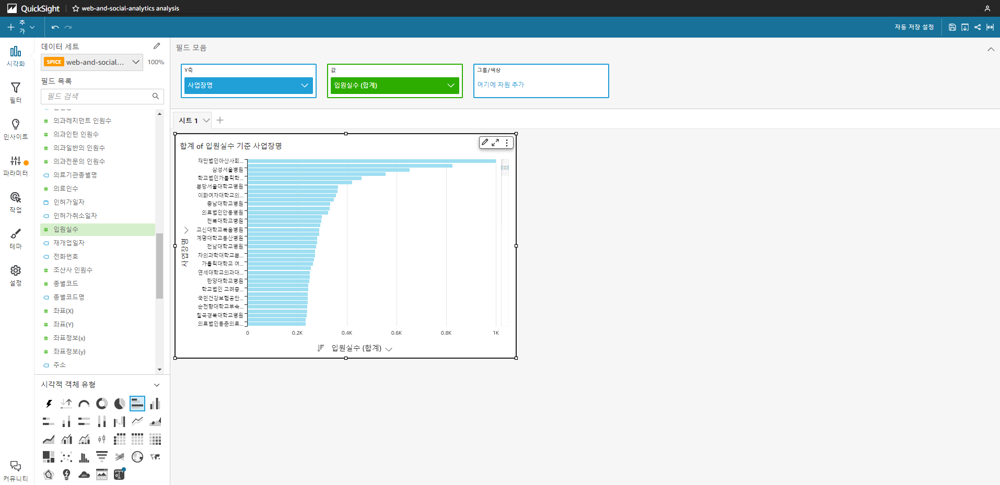 QuickSight
web-and-social-analytics analysis
추가
자동 저장 설정
시각화
필터
인사이트
파라미터
작업
테마
설정
커뮤니티
데이터 세트
SPICE web-and-social... 100%
필드 목록
필드 검색
의과레지던트 인원수
의과인턴 인원수
의과일반의 인원수
의과전문의 인원수
의료기관종별명
의료인수
인허가일자
인허가취소일자
입원실수
재개업일자
전화번호
조산사 인원수
종별코드
종별코드명
좌표(X)
좌표(Y)
좌표정보(x)
좌표정보(y)
주소
시각적 객체 유형
필드 모음
Y축
사업장명
값
입원실수 (합계)
그룹/색상
여기에 차원 추가
시트 1
합계 of 입원실수 기준 사업장명
사업장명
재단법인아산사회...
삼성서울병원
학교법인가톨릭학...
분당서울대학교병원
이화여자대학교의...
충남대학교병원
의료법인안동병원
전북대학교병원
고신대학교복음병원
계명대학교동산병원
전남대학교병원
차의과학대학교분...
가톨릭대학교 여...
연세대학교의과대...
한양대학교병원
학교법인 고려중...
국민건강보험공단...
순천향대학교부속...
칠곡경북대학교병원
의료법인동춘의료...
0 0.2K 0.4K 0.6K 0.8K 1K
입원실수 (합계)